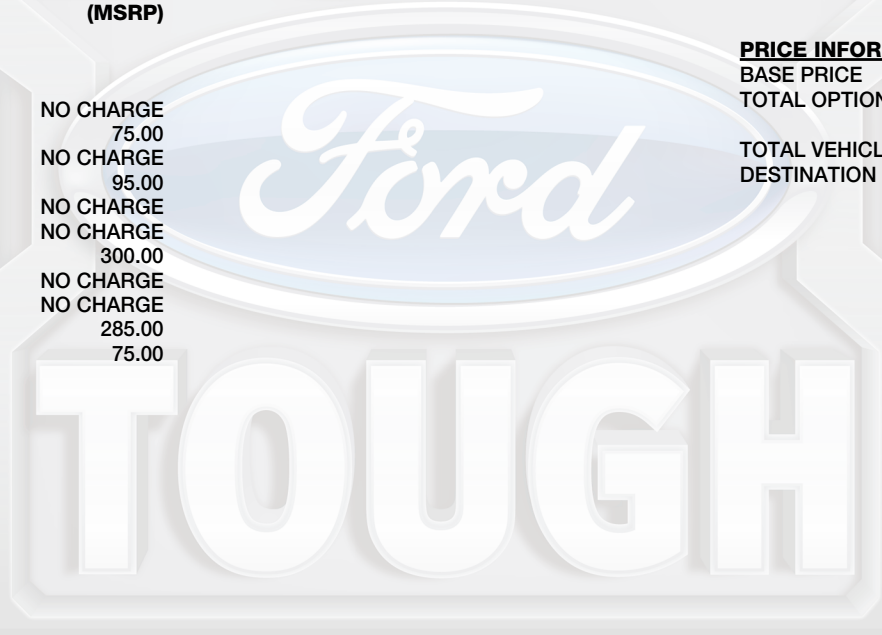 (MSRP)
NO CHARGE
75.00
NO CHARGE
95.00
NO CHARGE
NO CHARGE
300.00
NO CHARGE
NO CHARGE
285.00
75.00
PRICE INFOR
BASE PRICE
TOTAL OPTION
TOTAL VEHICL
DESTINATION
Ford
TOUGH